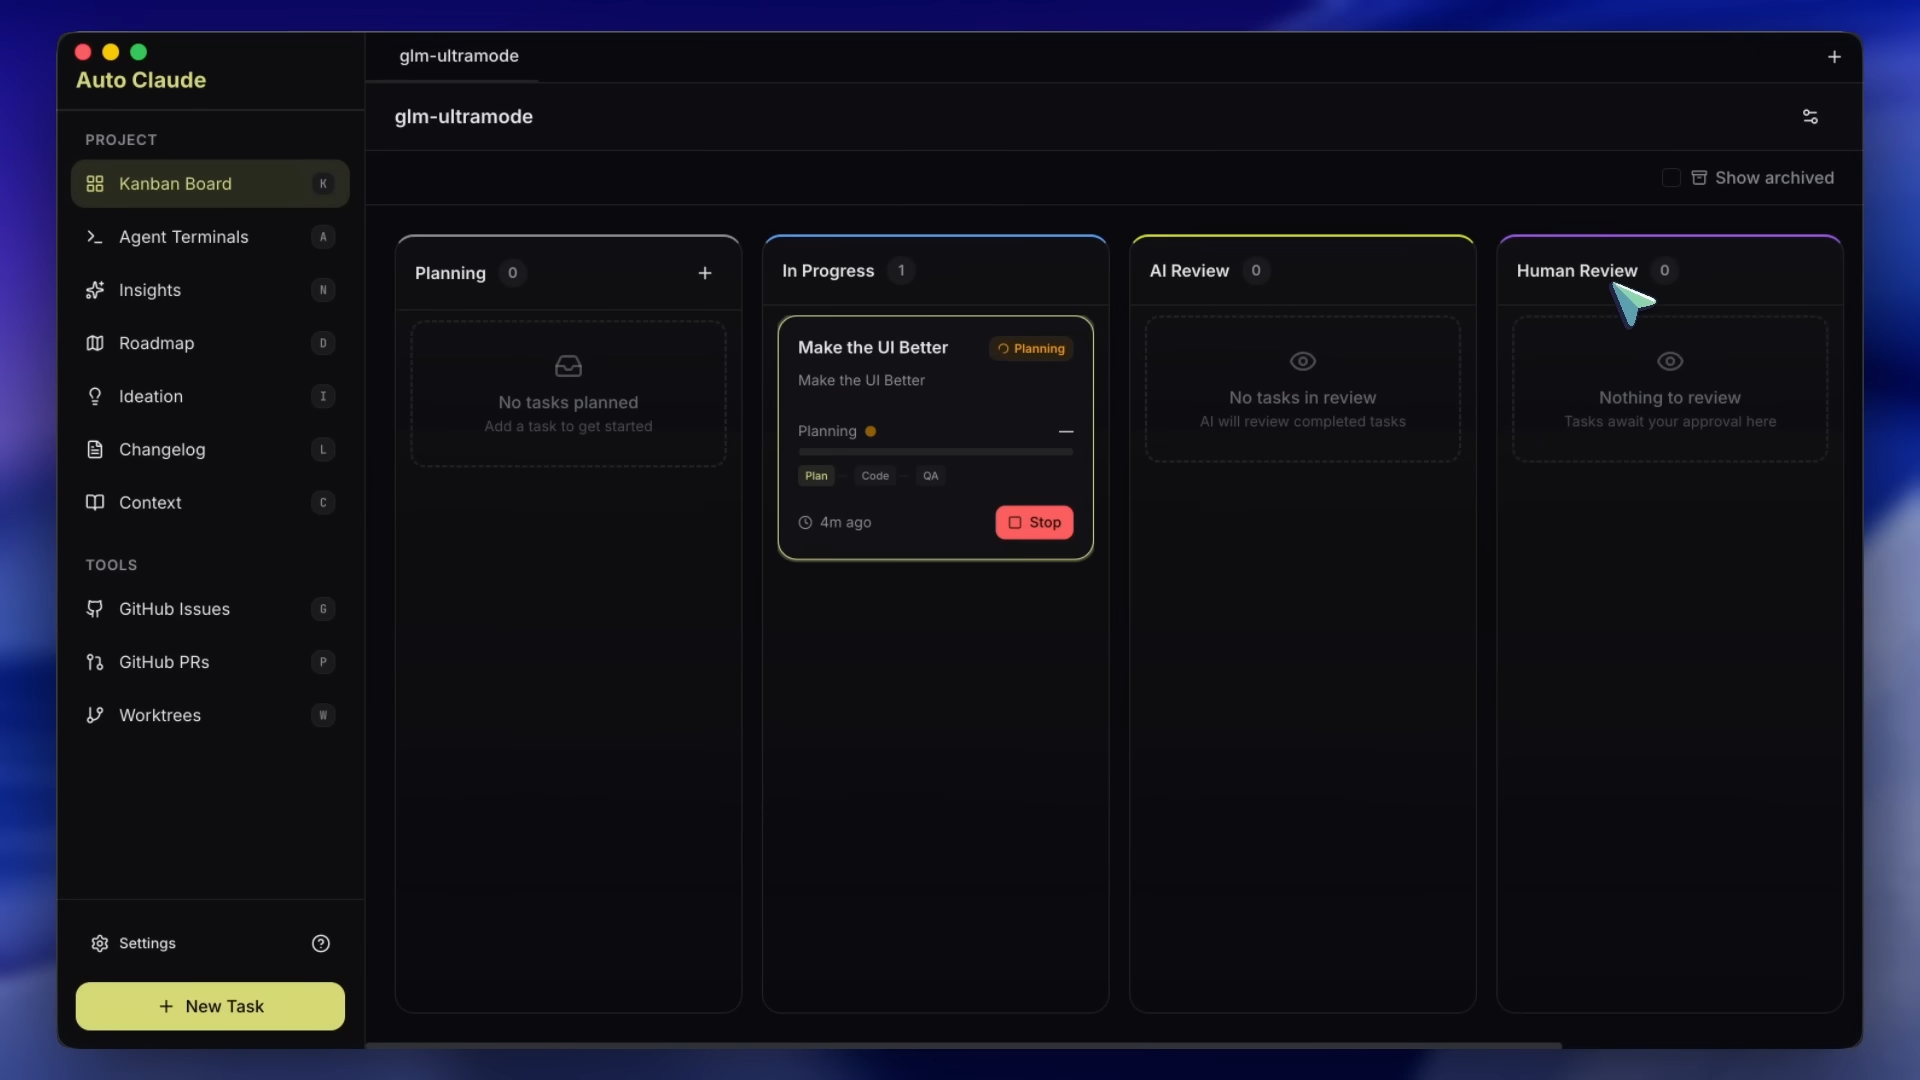 Auto Claude
PROJECT
Kanban Board K
Agent Terminals A
Insights N
Roadmap D
Ideation I
Changelog L
Context C
TOOLS
GitHub Issues G
GitHub PRs P
Worktrees W
Settings
New Task
glm-ultramode
glm-ultramode
Show archived
Planning 0
No tasks planned
Add a task to get started
In Progress 1
Make the UI Better
Planning
Make the UI Better
Planning
Plan Code QA
4m ago
Stop
AI Review 0
No tasks in review
AI will review completed tasks
Human Review 0
Nothing to review
Tasks await your approval here